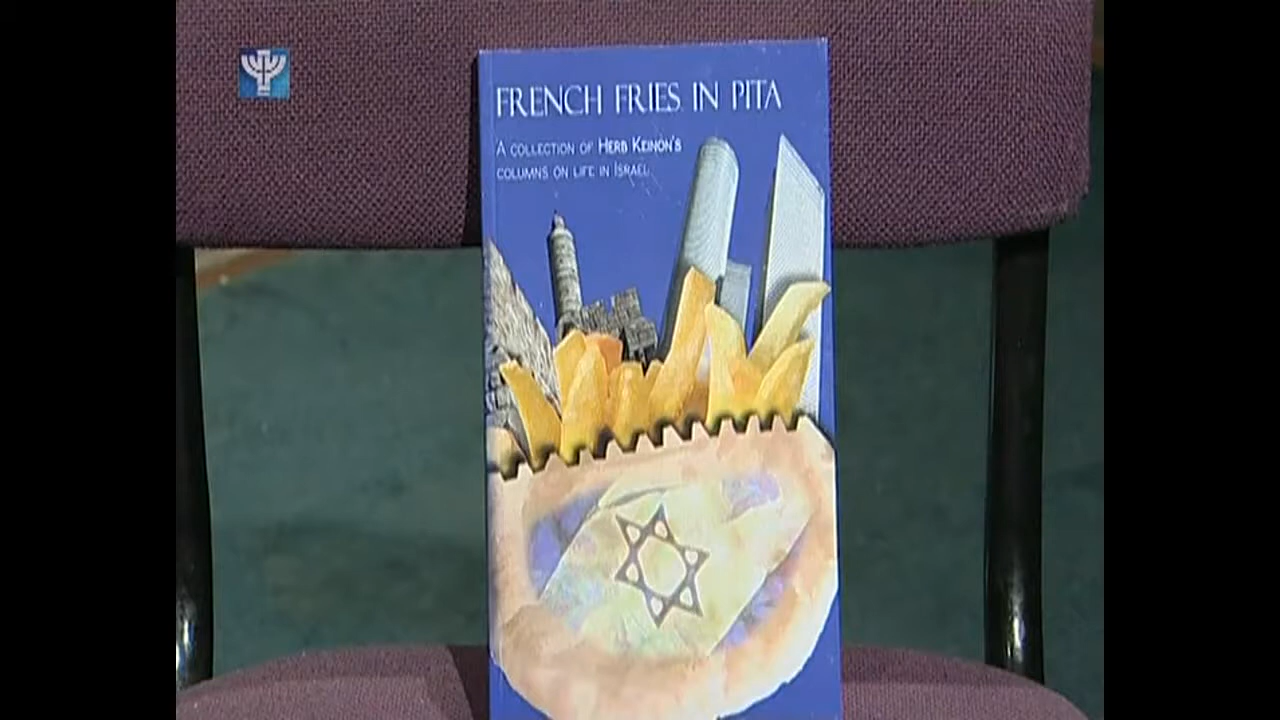 FRENCH FRIES IN PITA
A COLLECTION OF HERB KEINON'S
COLUMNS ON LIFE IN ISRAEL